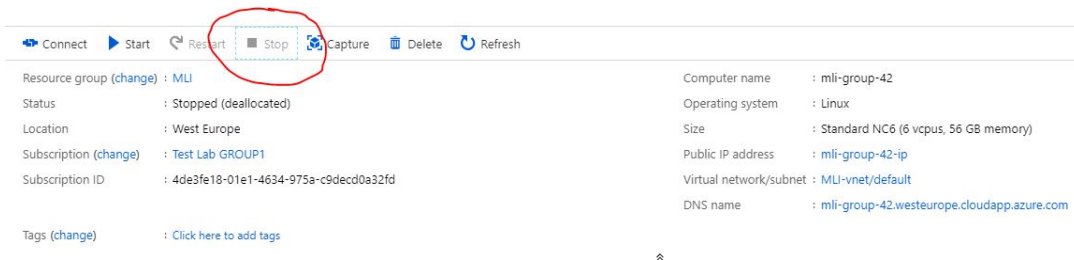 Connect Start Restart Stop Capture Delete Refresh
Resource group (change) : MLI
Status : Stopped (deallocated)
Location : West Europe
Subscription (change) : Test Lab GROUP1
Subscription ID : 4de3fe18-01e1-4634-975a-c9decd0a32fd
Tags (change) : Click here to add tags
Computer name : mli-group-42
Operating system : Linux
Size : Standard NC6 (6 vcpus, 56 GB memory)
Public IP address : mli-group-42-ip
Virtual network/subnet : MLI-vnet/default
DNS name : mli-group-42.westeurope.cloudapp.azure.com